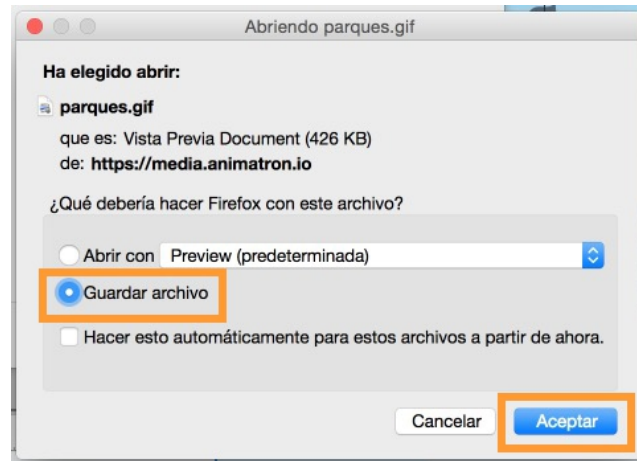 Abriendo parques.gif
Ha elegido abrir:
parques.gif
que es: Vista Previa Document (426 KB)
de: https://media.animatron.io
¿Qué debería hacer Firefox con este archivo?
Abrir con Preview (predeterminada)
Guardar archivo
Hacer esto automáticamente para estos archivos a partir de ahora.
Cancelar Aceptar